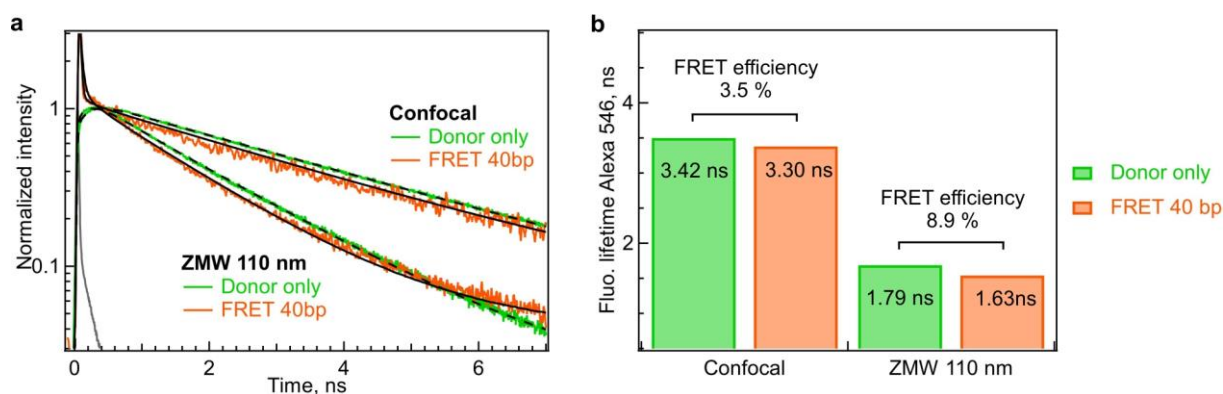 a
Normalized intensity
1
0.1
Confocal
Donor only
FRET 40bp
ZMW 110 nm
Donor only
FRET 40bp
0
2
4
6
Time, ns
b
Fluo. lifetime Alexa 546, ns
4
2
FRET efficiency
3.5 %
3.42 ns
3.30 ns
FRET efficiency
8.9 %
1.79 ns
1.63ns
Confocal
ZMW 110 nm
Donor only
FRET 40 bp